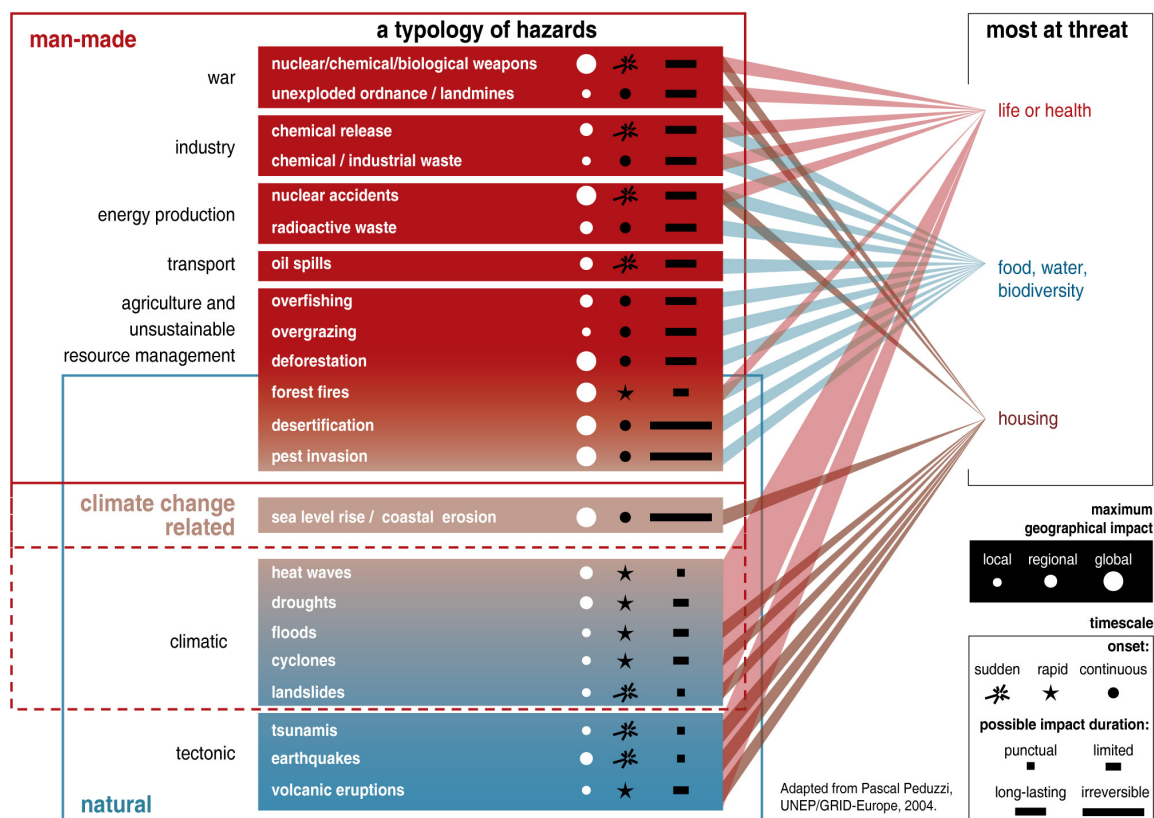 a typology of hazards
man-made
war
nuclear/chemical/biological weapons
unexploded ordnance / landmines
industry
chemical release
chemical / industrial waste
energy production
nuclear accidents
radioactive waste
transport
oil spills
agriculture and
unsustainable
resource management
overfishing
overgrazing
deforestation
forest fires
desertification
pest invasion
climate change
related
sea level rise / coastal erosion
climatic
heat waves
droughts
floods
cyclones
landslides
tectonic
tsunamis
earthquakes
volcanic eruptions
natural
most at threat
life or health
food, water,
biodiversity
housing
maximum
geographical impact
local regional global
timescale
onset:
sudden rapid continuous
possible impact duration:
punctual limited
long-lasting irreversible
Adapted from Pascal Peduzzi,
UNEP/GRID-Europe, 2004.